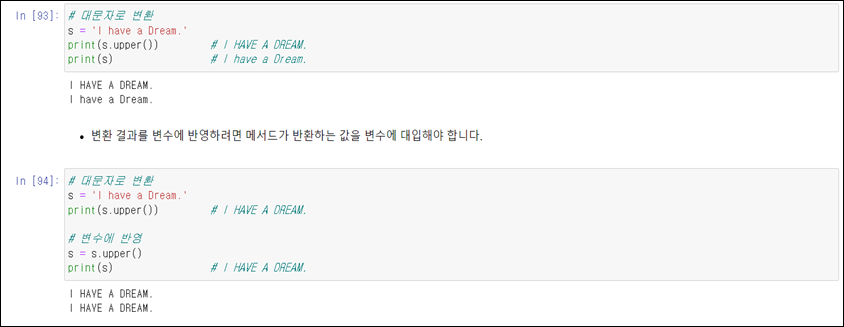 In [93]: # 대문자로 변환
s = 'I have a Dream.'
print(s.upper()) # I HAVE A DREAM.
print(s) # I have a Dream.
I HAVE A DREAM.
I have a Dream.
• 변환 결과를 변수에 반영하려면 메서드가 반환하는 값을 변수에 대입해야 합니다.
In [94]: # 대문자로 변환
s = 'I have a Dream.'
print(s.upper()) # I HAVE A DREAM.
# 변수에 반영
s = s.upper()
print(s) # I HAVE A DREAM.
I HAVE A DREAM.
I HAVE A DREAM.